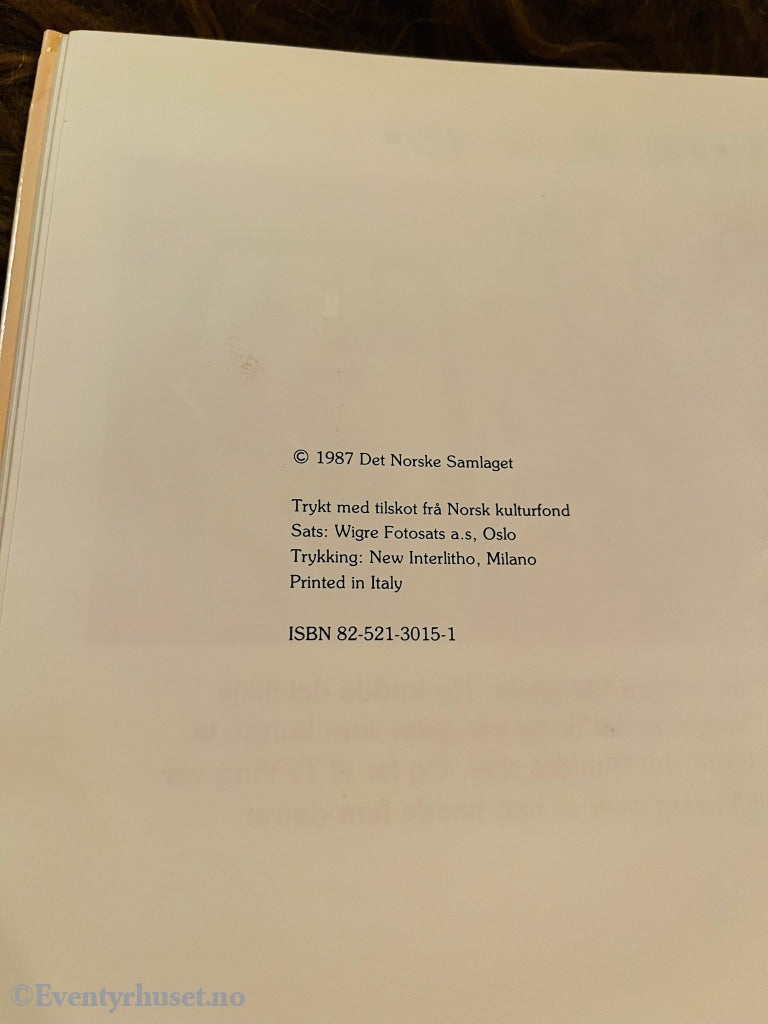 © 1987 Det Norske Samlaget
Trykt med tilskot frå Norsk kulturfond
Sats: Wigre Fotosats a.s, Oslo
Trykking: New Interlitho, Milano
Printed in Italy
ISBN 82-521-3015-1
©Eventyrhuset.no